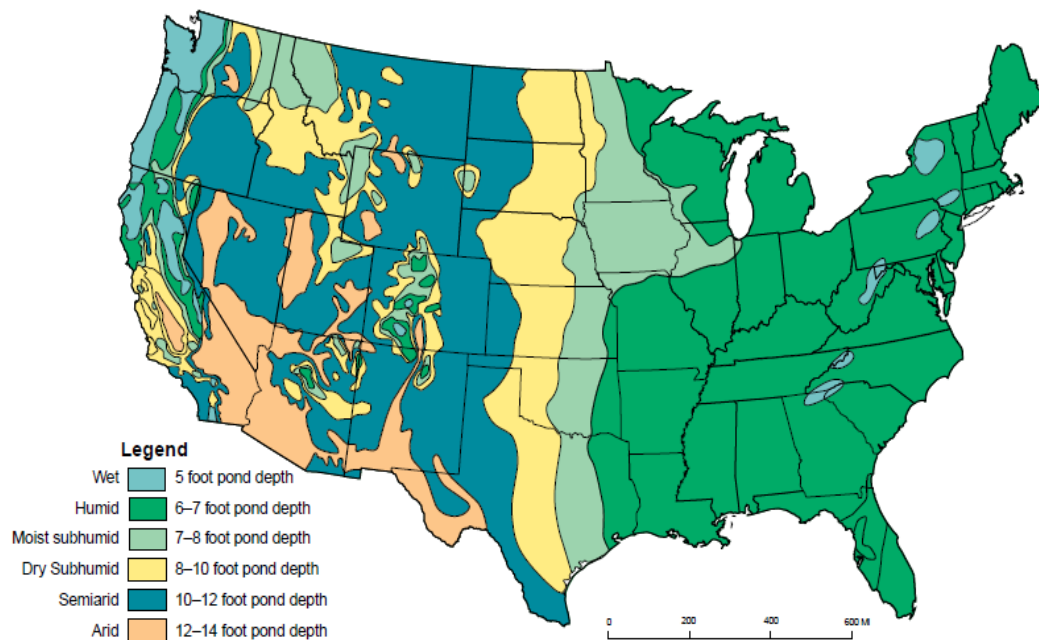 Legend
Wet 5 foot pond depth
Humid 6–7 foot pond depth
Moist subhumid 7–8 foot pond depth
Dry Subhumid 8–10 foot pond depth
Semiarid 10–12 foot pond depth
Arid 12–14 foot pond depth
0 200 400 600 MI